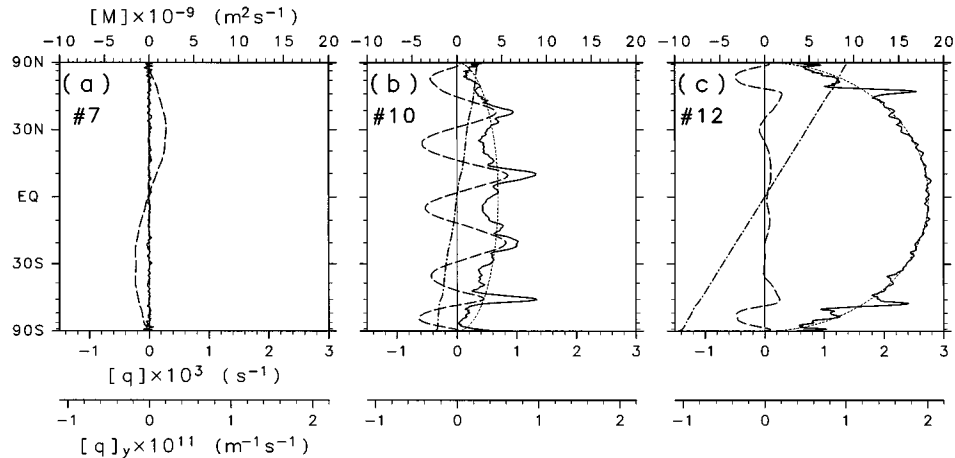 [M]×10⁻⁹ (m²s⁻¹)
-10 -5 0 5 10 15 20 -10 -5 0 5 10 15 20 -10 -5 0 5 10 15 20
90N (a) (b) (c)
#7 #10 #12
30N
EQ
30S
90S
-1 0 1 2 3 -1 0 1 2 3 -1 0 1 2 3
[q]×10³ (s⁻¹)
-1 0 1 2 -1 0 1 2 -1 0 1 2
[q]y×10¹¹ (m⁻¹s⁻¹)